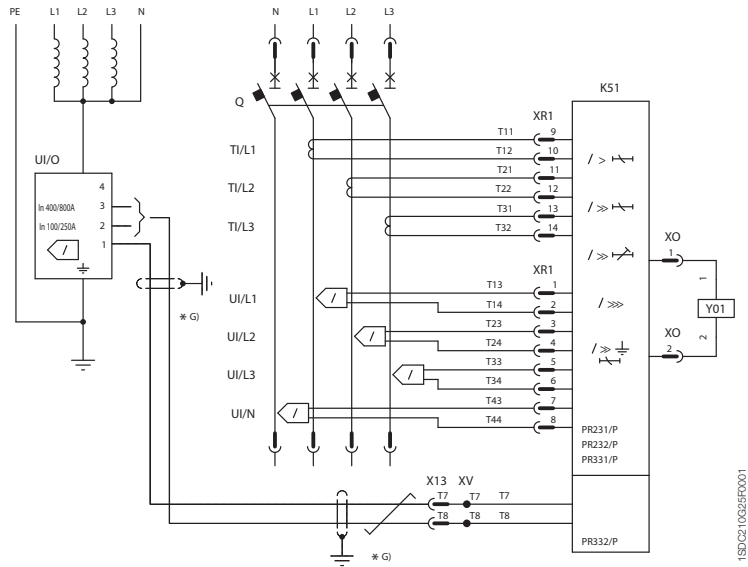 PE L1 L2 L3 N
N L1 L2 L3
K51
Q
XR1
T11 9
TI/L1
T12 10
/ >
UI/O
T21 11
4
TI/L2
T22 12
In 400/800A 3
T31 13
/ >>
In 100/250A 2
TI/L3
T32 14
1
/
XO
/ >>
1
XR1
T13 1
1
UI/L1
/
T14 2
/ >>>
Y01
* G)
T23 3
UI/L2
/
T24 4
/ >>
XO
2
2
T33 5
UI/L3
/
T34 6
T43 7
UI/N
/
T44 8
PR231/P
PR232/P
PR331/P
X13 XV
T7 T7 T7
T8 T8 T8
PR332/P
* G)
1SDC210G25F0001